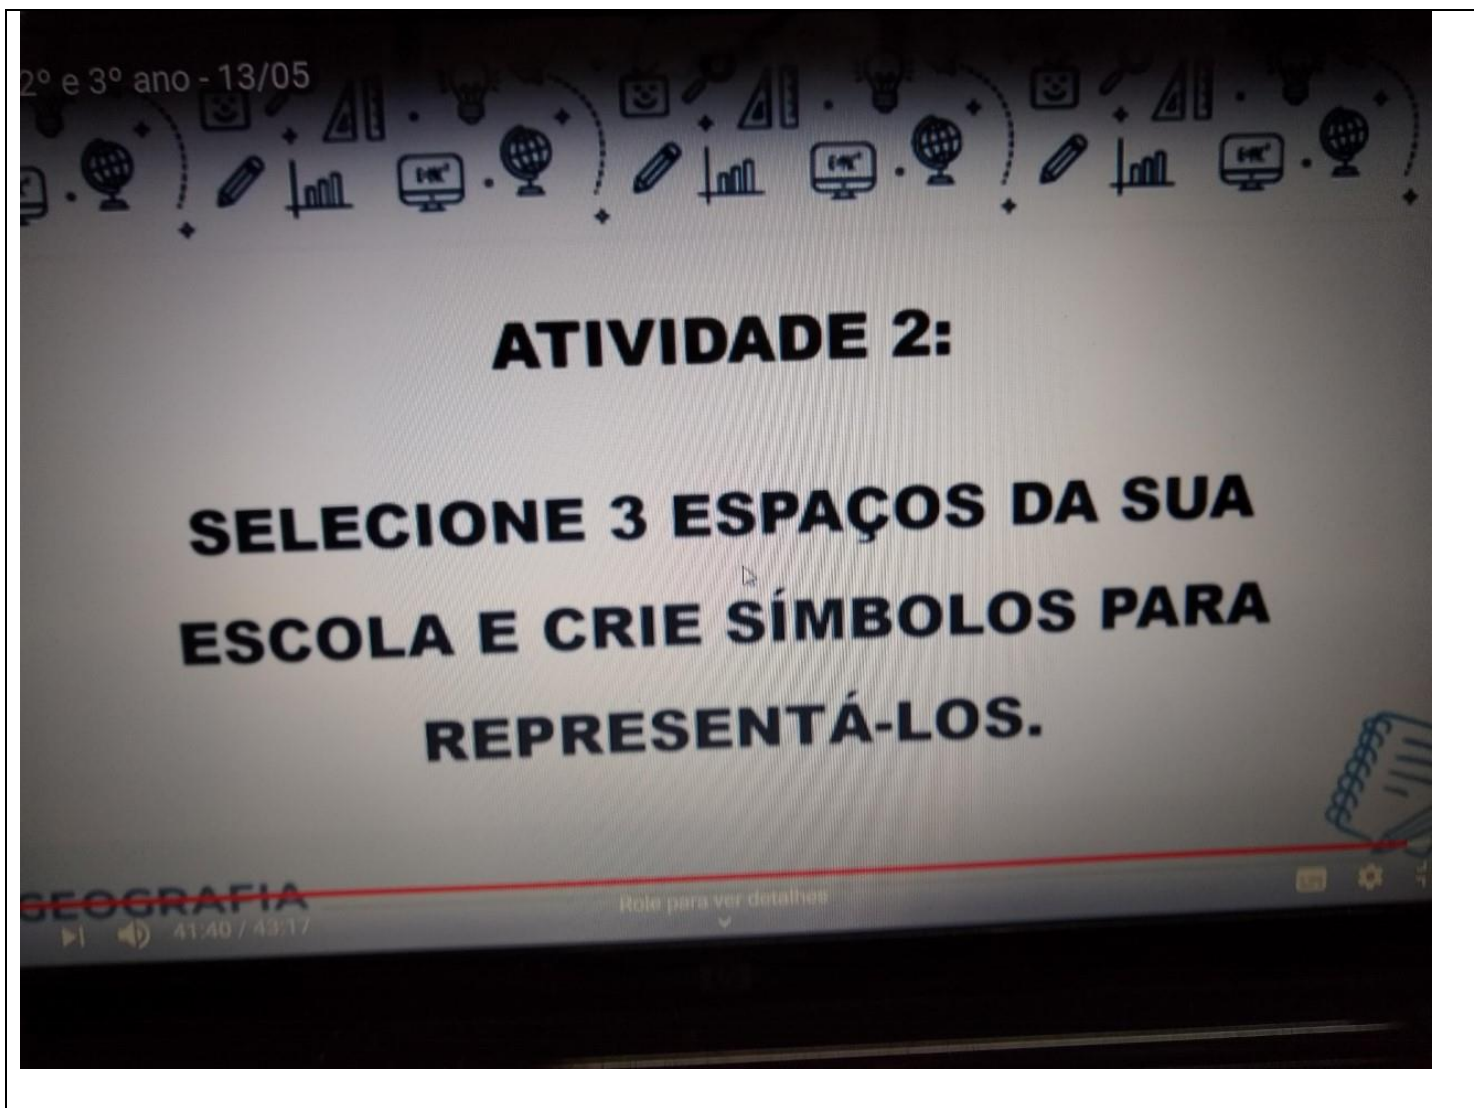 2º e 3º ano - 13/05
ATIVIDADE 2:
SELECIONE 3 ESPAÇOS DA SUA
ESCOLA E CRIE SÍMBOLOS PARA
REPRESENTÁ-LOS.
GEOGRAFIA
Role para ver detalhes
41:40 / 43:17